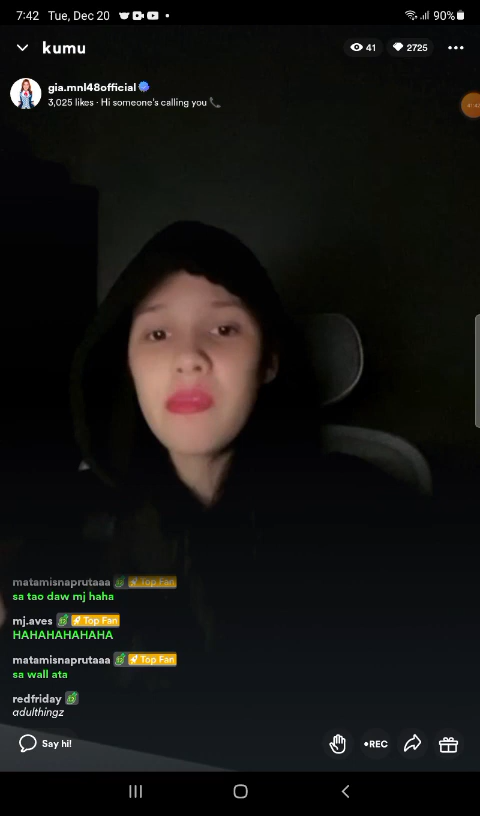 7:42 Tue, Dec 20 90%
kumu 41 2725
gia.mnl48official
3,025 likes · Hi someone's calling you
matamisnaprutaaa Top Fan
sa tao daw mj haha
mj.aves Top Fan
HAHAHAHAHAHA
matamisnaprutaaa Top Fan
sa wall ata
redfriday
adulthingz
Say hi! •REC